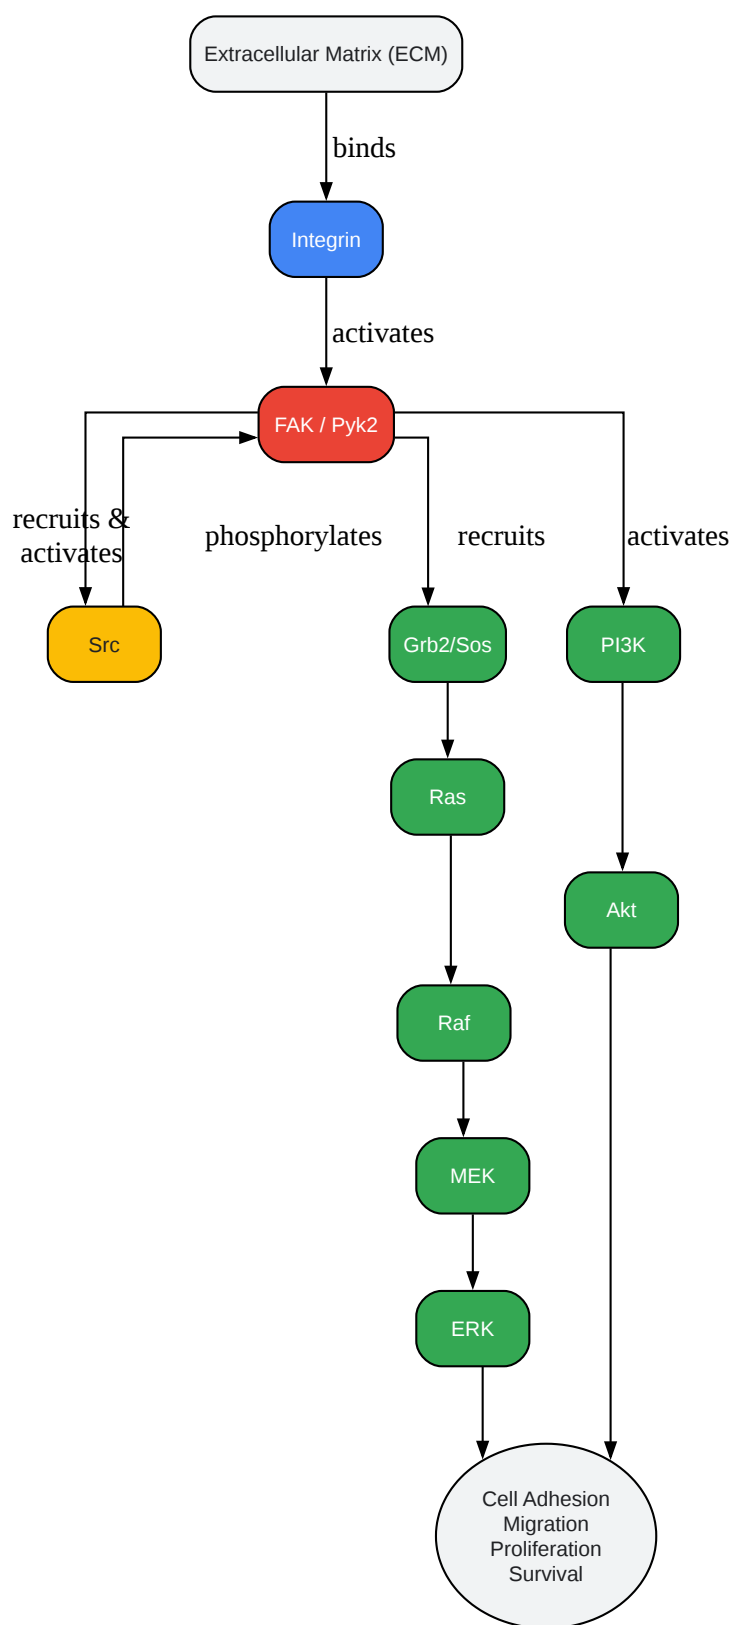 Extracellular Matrix (ECM)
binds
Integrin
activates
FAK / Pyk2
recruits &
activates
phosphorylates
recruits
activates
Src
Grb2/Sos
PI3K
Ras
Akt
Raf
MEK
ERK
Cell Adhesion
Migration
Proliferation
Survival